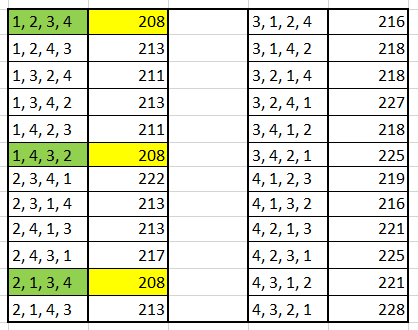 1, 2, 3, 4 208 3, 1, 2, 4 216
1, 2, 4, 3 213 3, 1, 4, 2 218
1, 3, 2, 4 211 3, 2, 1, 4 218
1, 3, 4, 2 213 3, 2, 4, 1 227
1, 4, 2, 3 211 3, 4, 1, 2 218
1, 4, 3, 2 208 3, 4, 2, 1 225
2, 3, 4, 1 222 4, 1, 2, 3 219
2, 3, 1, 4 213 4, 1, 3, 2 216
2, 4, 1, 3 213 4, 2, 1, 3 221
2, 4, 3, 1 217 4, 2, 3, 1 225
2, 1, 3, 4 208 4, 3, 1, 2 221
2, 1, 4, 3 213 4, 3, 2, 1 228